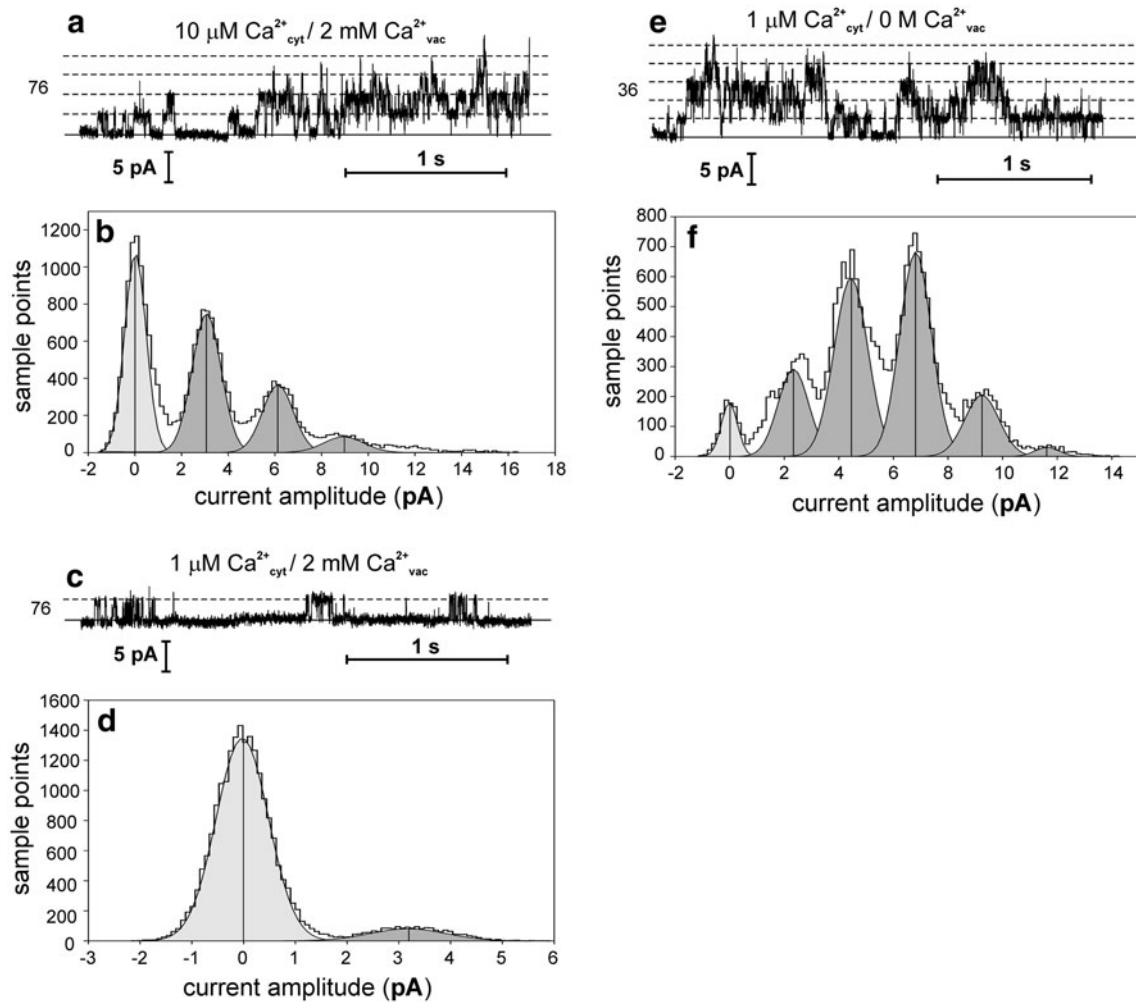 a
10 μM Ca²⁺cyt / 2 mM Ca²⁺vac
76
5 pA
1 s
b
1200
1000
800
600
400
200
0
sample points
-2 0 2 4 6 8 10 12 14 16 18
current amplitude (pA)
c
1 μM Ca²⁺cyt / 2 mM Ca²⁺vac
76
5 pA
1 s
d
1600
1400
1200
1000
800
600
400
200
0
sample points
-3 -2 -1 0 1 2 3 4 5 6
current amplitude (pA)
e
1 μM Ca²⁺cyt / 0 M Ca²⁺vac
36
5 pA
1 s
f
800
700
600
500
400
300
200
100
0
sample points
-2 0 2 4 6 8 10 12 14
current amplitude (pA)